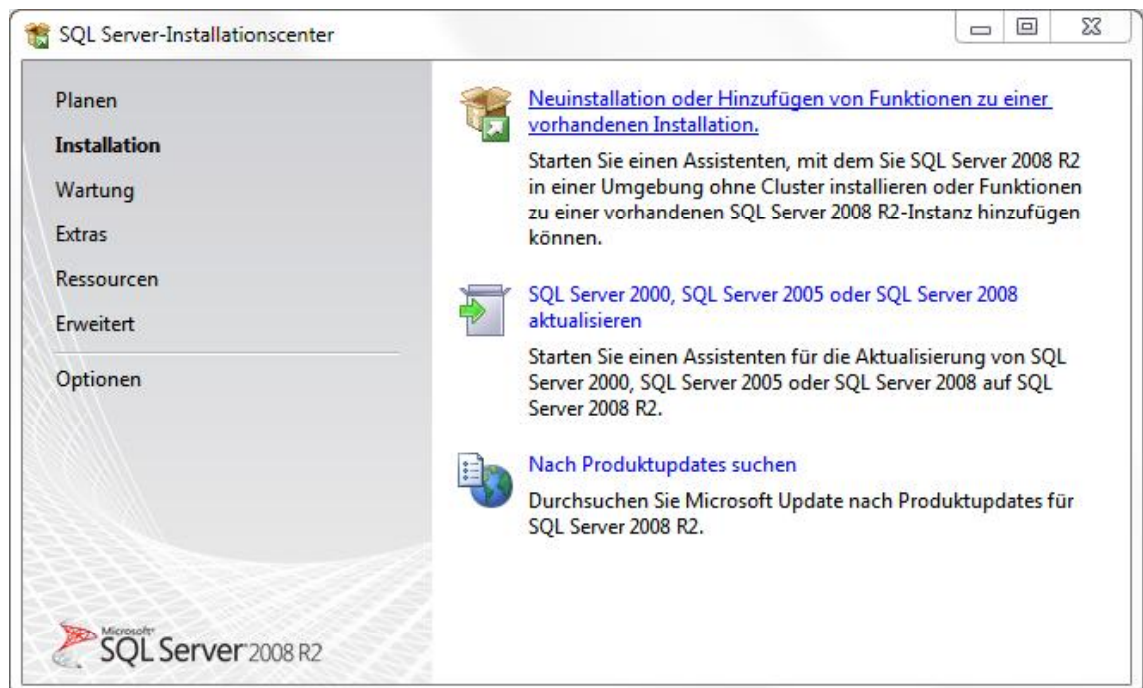 SQL Server-Installationscenter
Planen
Installation
Wartung
Extras
Ressourcen
Erweitert
Optionen
Microsoft
SQL Server 2008 R2
Neuinstallation oder Hinzufügen von Funktionen zu einer
vorhandenen Installation.
Starten Sie einen Assistenten, mit dem Sie SQL Server 2008 R2
in einer Umgebung ohne Cluster installieren oder Funktionen
zu einer vorhandenen SQL Server 2008 R2-Instanz hinzufügen
können.
SQL Server 2000, SQL Server 2005 oder SQL Server 2008
aktualisieren
Starten Sie einen Assistenten für die Aktualisierung von SQL
Server 2000, SQL Server 2005 oder SQL Server 2008 auf SQL
Server 2008 R2.
Nach Produktupdates suchen
Durchsuchen Sie Microsoft Update nach Produktupdates für
SQL Server 2008 R2.